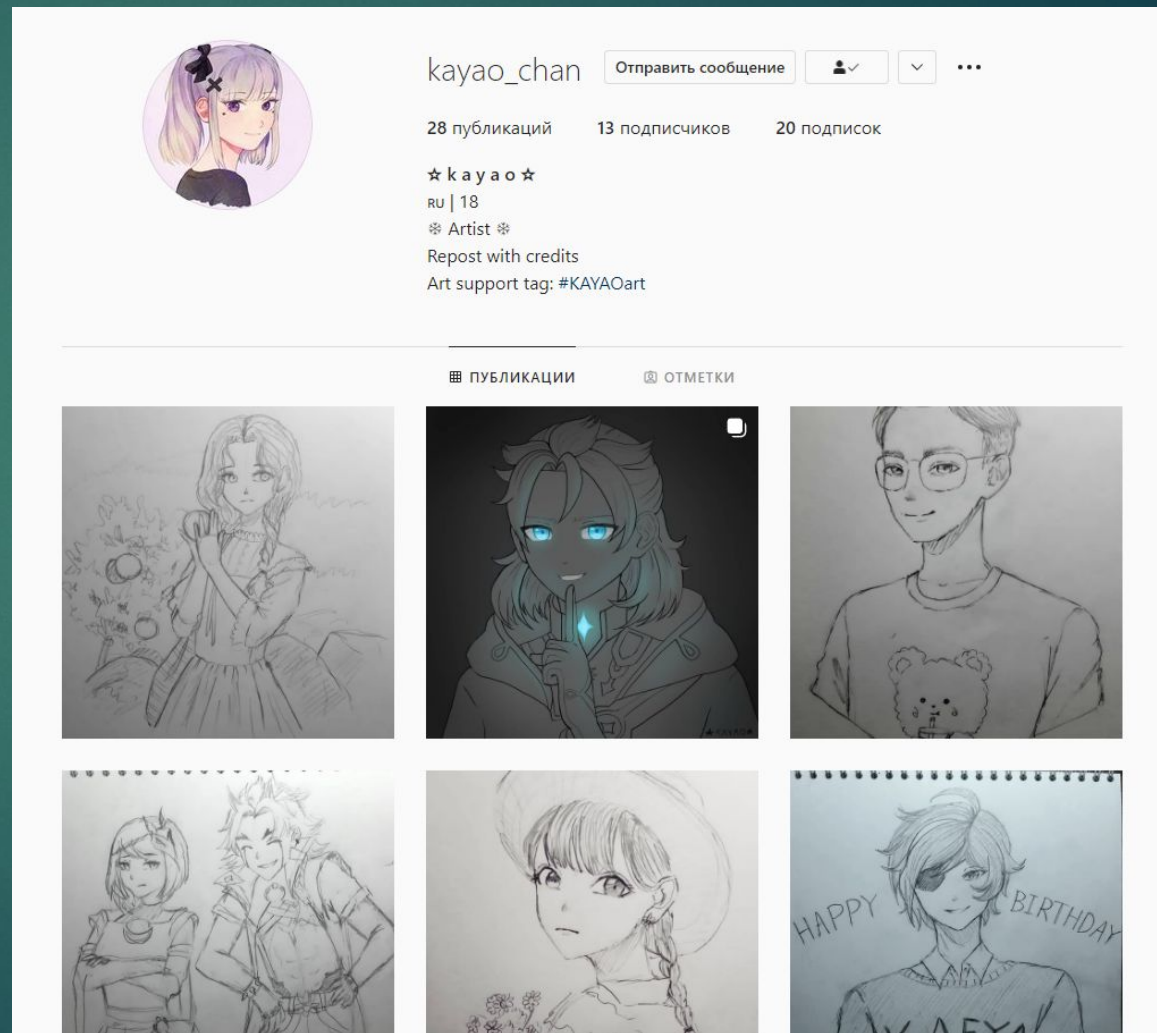 kayao_chan Отправить сообщение
28 публикаций 13 подписчиков 20 подписок
☆ k a y a o ☆
RU | 18
❄ Artist ❄
Repost with credits
Art support tag: #KAYAOart
ПУБЛИКАЦИИ ОТМЕТКИ
★KAYAO★
HAPPY BIRTHDAY